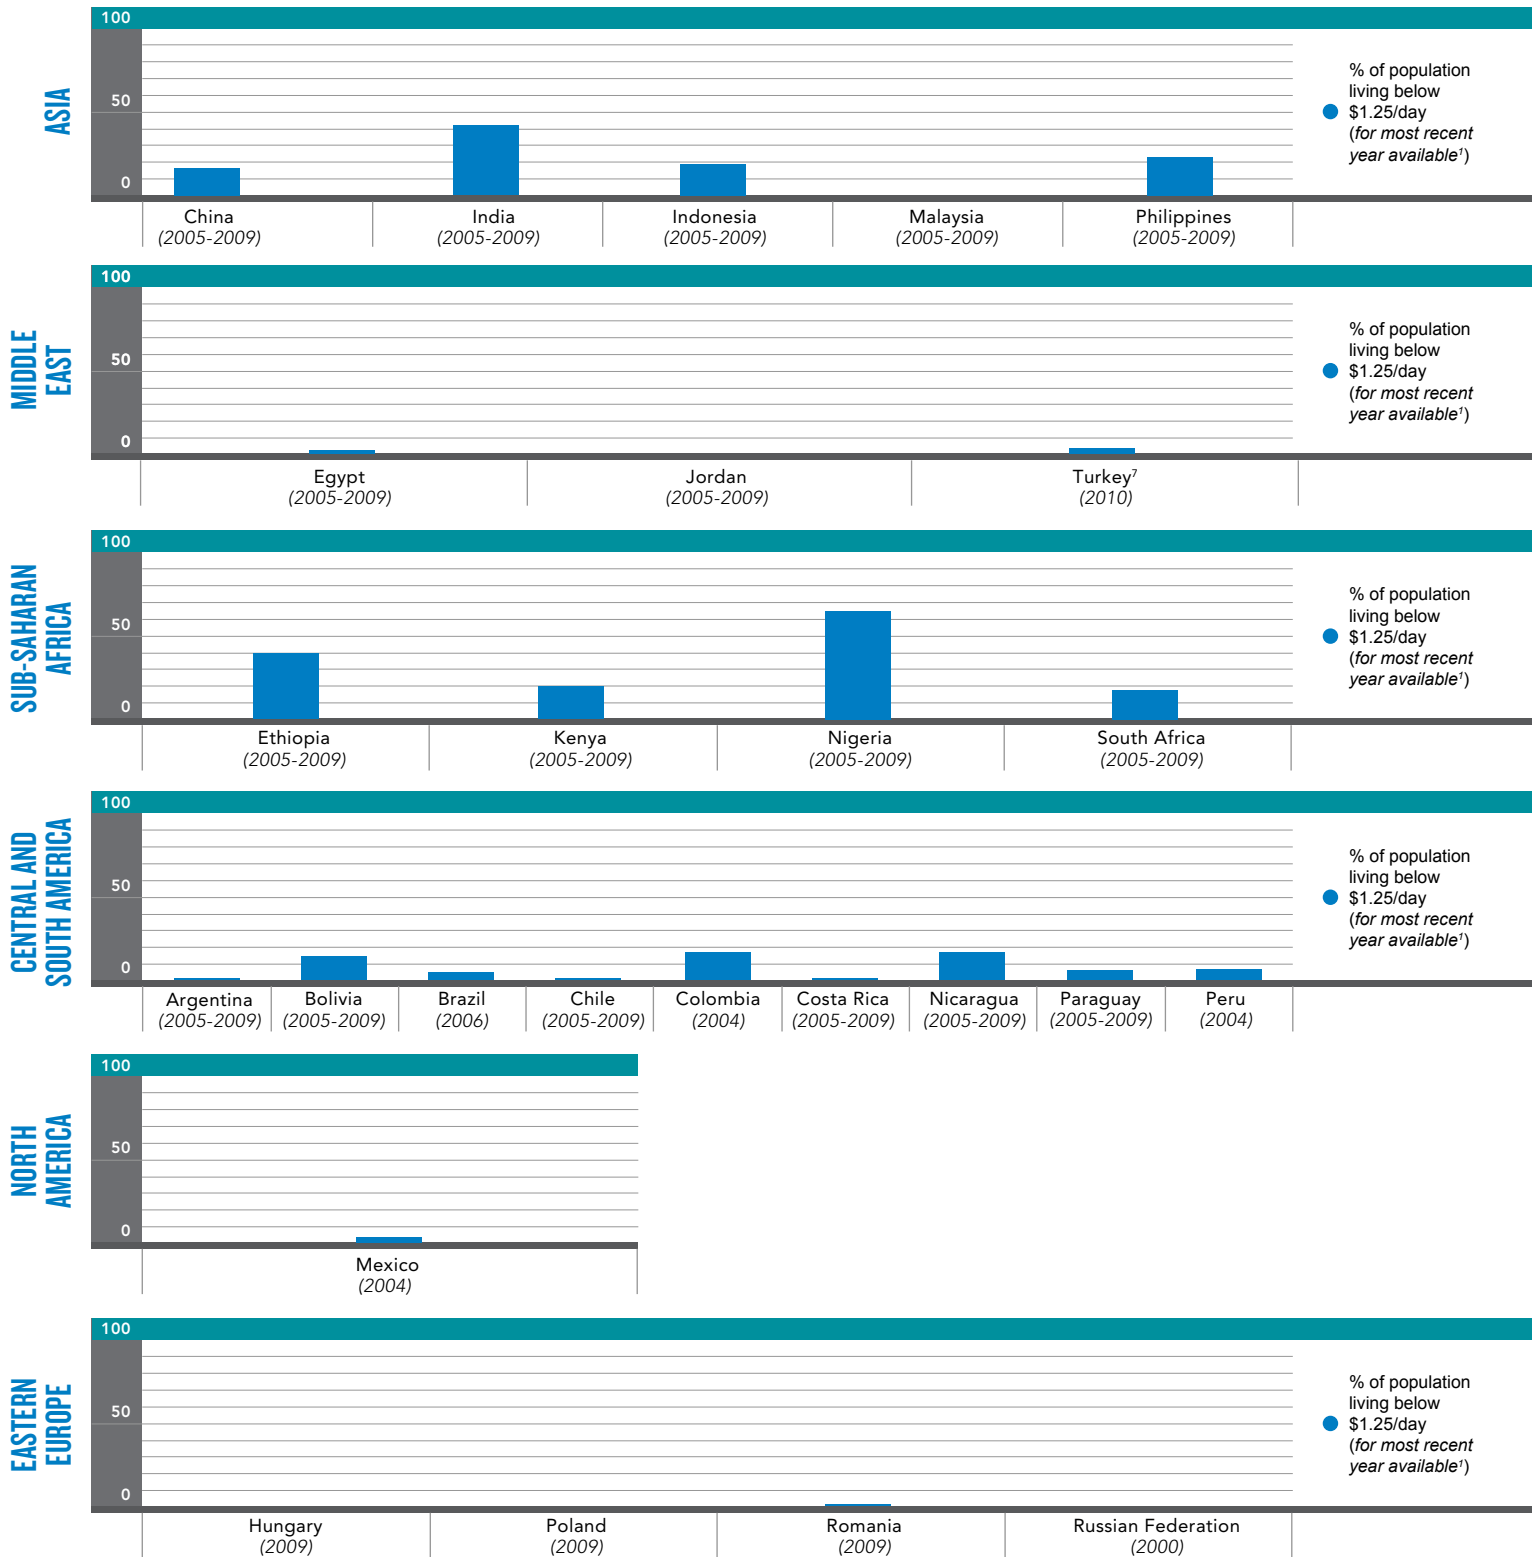 ASIA
100
50
0
% of population
living below
$1.25/day
(for most recent
year available¹)
China
(2005-2009)
India
(2005-2009)
Indonesia
(2005-2009)
Malaysia
(2005-2009)
Philippines
(2005-2009)
MIDDLE
EAST
100
50
0
% of population
living below
$1.25/day
(for most recent
year available¹)
Egypt
(2005-2009)
Jordan
(2005-2009)
Turkey⁷
(2010)
SUB-SAHARAN
AFRICA
100
50
0
% of population
living below
$1.25/day
(for most recent
year available¹)
Ethiopia
(2005-2009)
Kenya
(2005-2009)
Nigeria
(2005-2009)
South Africa
(2005-2009)
CENTRAL AND
SOUTH AMERICA
100
50
0
% of population
living below
$1.25/day
(for most recent
year available¹)
Argentina
(2005-2009)
Bolivia
(2005-2009)
Brazil
(2006)
Chile
(2005-2009)
Colombia
(2004)
Costa Rica
(2005-2009)
Nicaragua
(2005-2009)
Paraguay
(2005-2009)
Peru
(2004)
NORTH
AMERICA
100
50
0
Mexico
(2004)
EASTERN
EUROPE
100
50
0
% of population
living below
$1.25/day
(for most recent
year available¹)
Hungary
(2009)
Poland
(2009)
Romania
(2009)
Russian Federation
(2000)